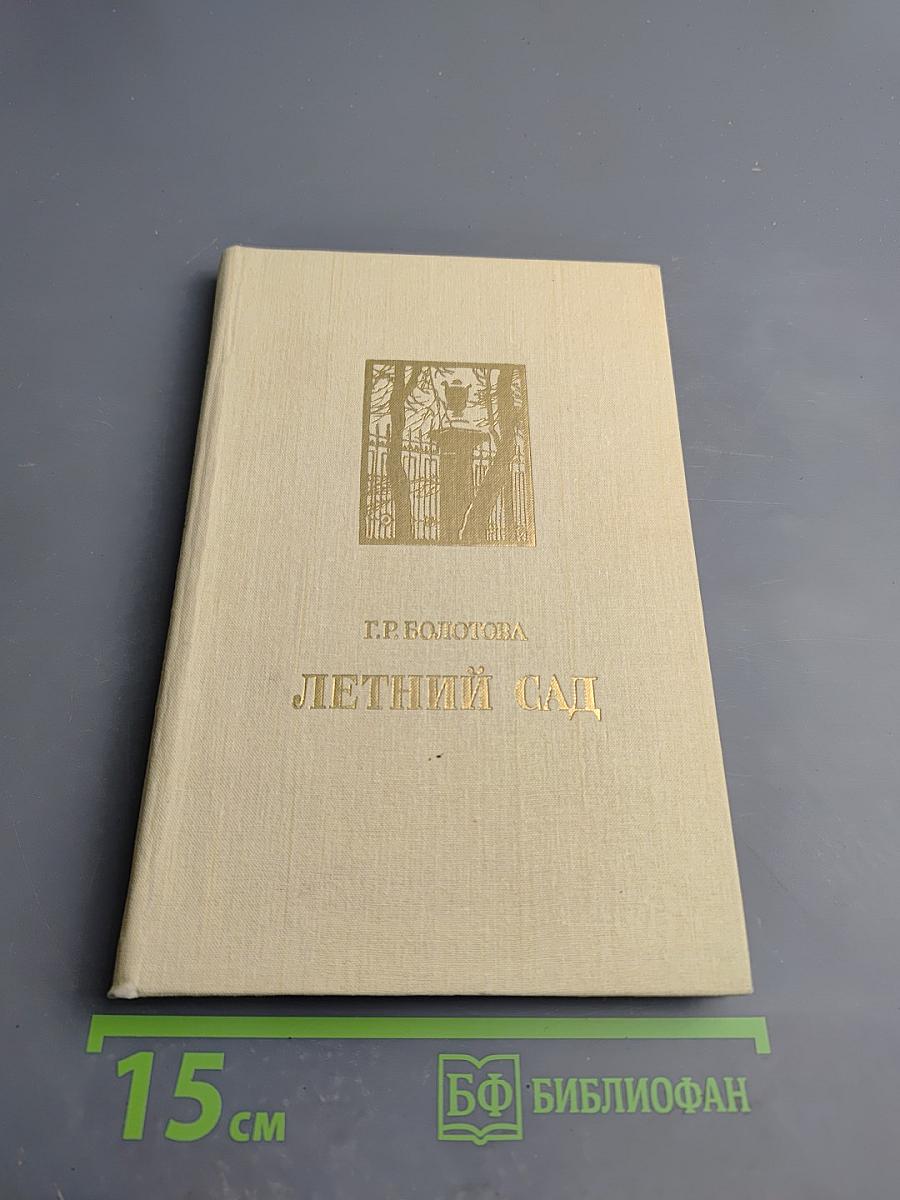 Г.Р. БОЛОТОВА
ЛЕТНИЙ САД
15 см
БФ БИБЛИОФАН